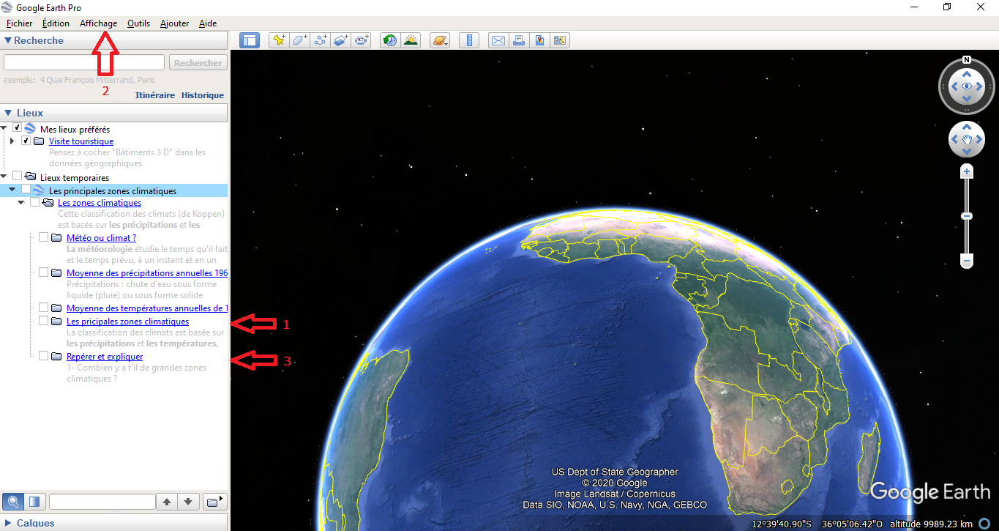 Google Earth Pro
Fichier Édition Affichage Outils Ajouter Aide
Recherche
Rechercher
exemple: 4 Quai François Mitterrand, Paris
2
Itinéraire Historique
Lieux
Mes lieux préférés
Visite touristique
Pensez à cocher "Bâtiments 3 D" dans les
données géographiques
Lieux temporaires
Les principales zones climatiques
Les zones climatiques
Cette classification des climats (de Koppen)
est basée sur les précipitations et les
Météo ou climat ?
La météorologie étudie le temps qu'il fait
et le temps prévu, à un instant et en un
Moyenne des précipitations annuelles 196
Précipitations : chute d'eau sous forme
liquide (pluie) ou sous forme solide
Moyenne des températures annuelles de 1
Les pricipales zones climatiques
1
La classification des climats est basée sur
les précipitations et les températures.
Repérer et expliquer
3
1- Combien y a t'il de grandes zones
climatiques ?
Calques
N
US Dept of State Geographer
© 2020 Google
Image Landsat / Copernicus
Data SIO, NOAA, U.S. Navy, NGA, GEBCO
Google Earth
12°39'40.90"S 36°05'06.42"O altitude 9989.23 km